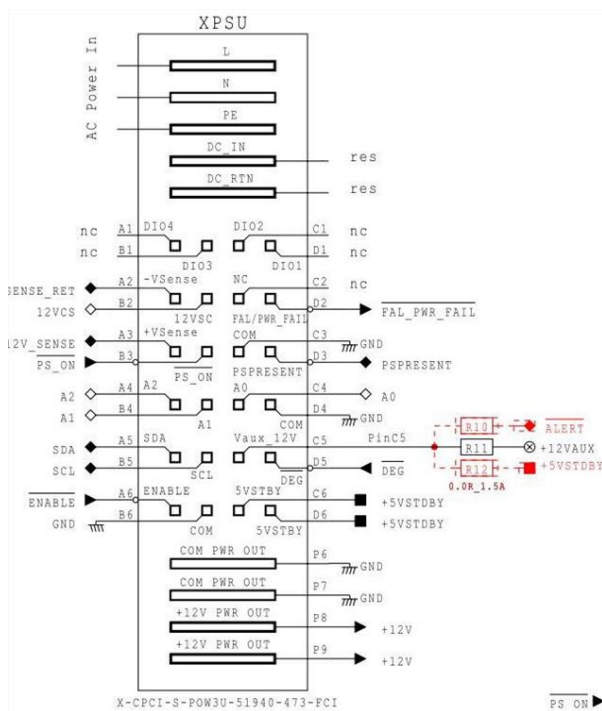 XPSU
AC Power In
L
N
PE
DC_IN res
DC_RTN res
nc A1 DIO4 DIO2 C1 nc
nc B1 DIO3 DIO1 D1 nc
SENSE_RET A2 -VSense NC C2 nc
12VCS B2 12VSC FAL/PWR_FAIL D2 FAL_PWR_FAIL
12V_SENSE A3 +VSense COM C3 GND
PS_ON B3 PS_ON PSPRESENT D3 PSPRESENT
A2 A4 A2 A0 C4 A0
A1 B4 A1 COM D4 GND
SDA A5 SDA Vaux_12V C5 PinC5
SCL B5 SCL DEG D5 DEG
R10 ALERT
R11 +12VAUX
R12 +5VSTDBY
0.0R_1.5A
ENABLE A6 ENABLE 5VSTBY C6 +5VSTDBY
GND B6 COM 5VSTBY D6 +5VSTDBY
COM PWR OUT P6 GND
COM PWR OUT P7 GND
+12V PWR OUT P8 +12V
+12V PWR OUT P9 +12V
X-CPCI-S-POW3U-51940-473-FCI
PS_ON